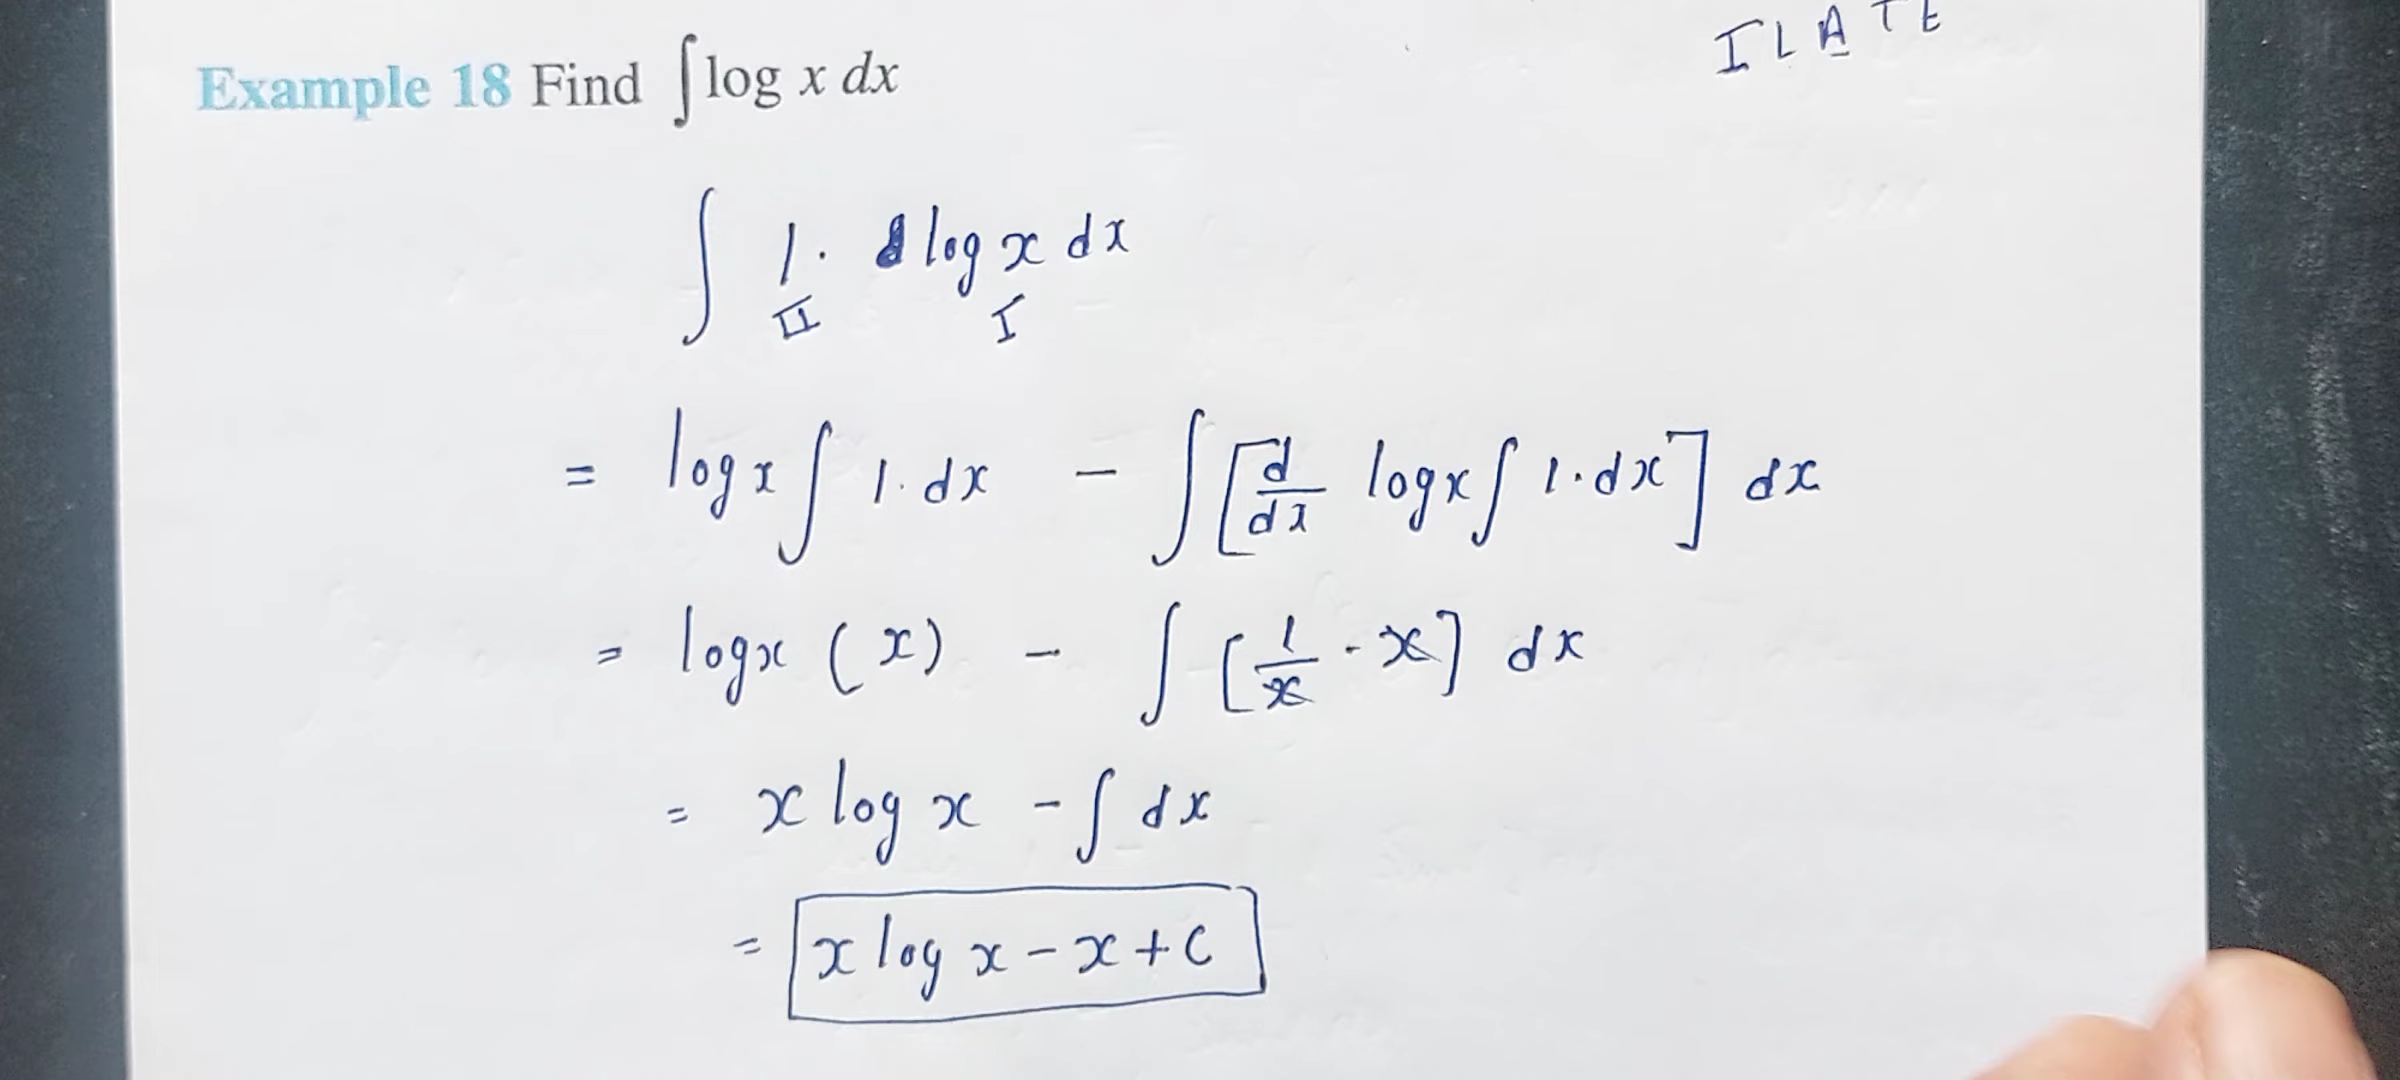 Example 18 Find ∫ log x dx
ILATE
∫ 1. log x dx
II I
= log x ∫ 1. dx - ∫ [d/dx log x ∫ 1. dx] dx
= log x (x) - ∫ [1/x . x] dx
= x log x - ∫ dx
= x log x - x + C